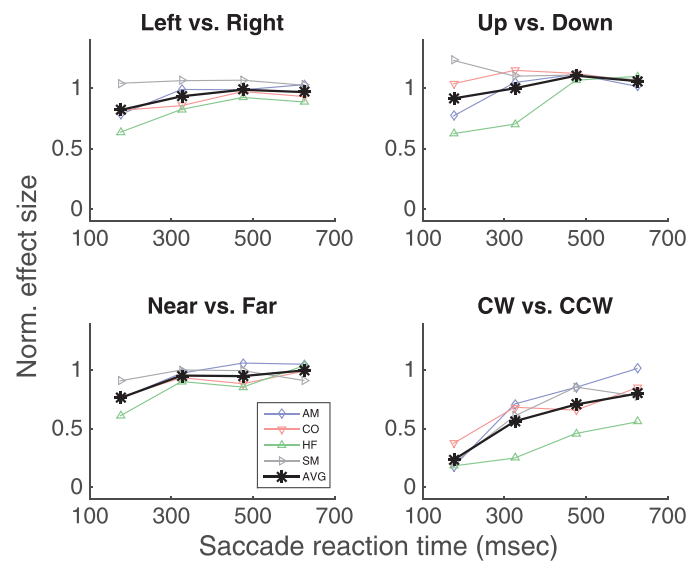 Left vs. Right
Up vs. Down
1
0.5
0
100 300 500 700
1
0.5
0
100 300 500 700
Norm. effect size
Near vs. Far
CW vs. CCW
1
0.5
0
100 300 500 700
AM
CO
HF
SM
AVG
1
0.5
0
100 300 500 700
Saccade reaction time (msec)